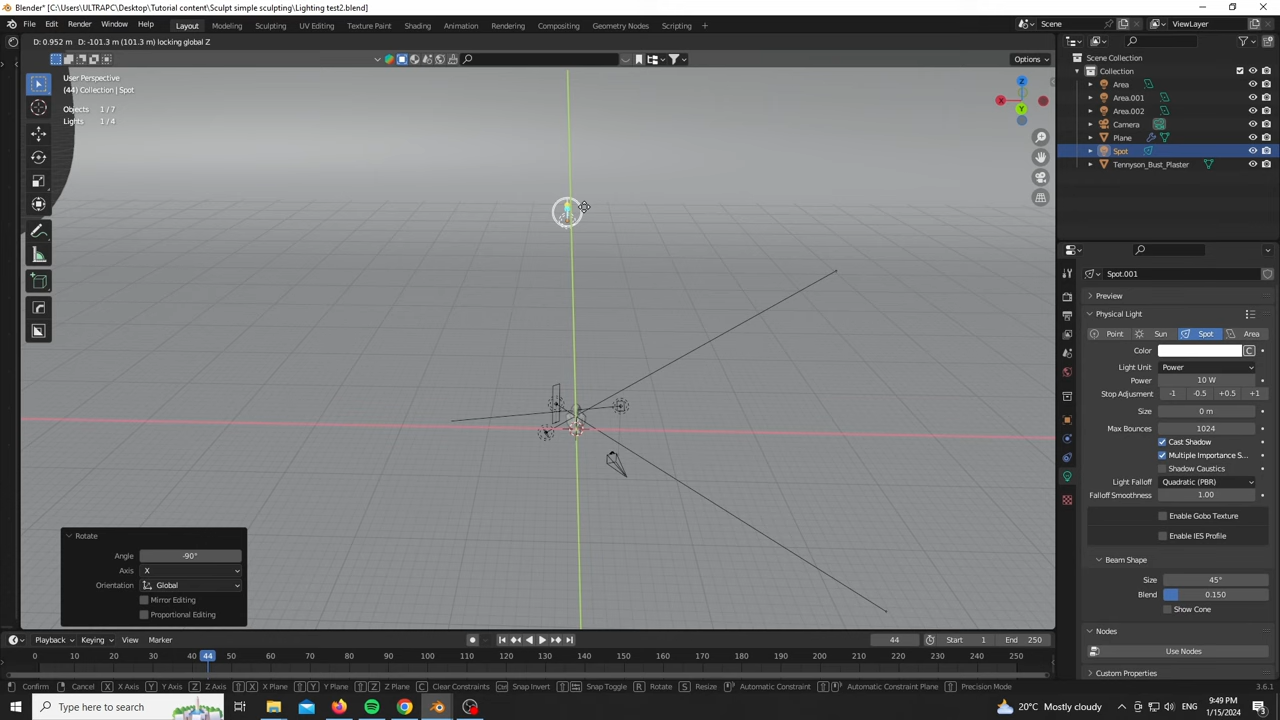 Blender* [C:\Users\ULTRAPC\Desktop\Tutorial content\Sculpt simple sculpting\Lighting test2.blend]
File Edit Render Window Help Layout Modeling Sculpting UV Editing Texture Paint Shading Animation Rendering Compositing Geometry Nodes Scripting + Scene ViewLayer
D: 0.952 m D: -101.3 m (101.3 m) locking global Z
Options
User Perspective
(44) Collection | Spot
Objects 1/7
Lights 1/4
Z
X
Y
Scene Collection
Collection
Area
Area.001
Area.002
Camera
Plane
Spot
Tennyson_Bust_Plaster
Spot.001
Preview
Physical Light
Point Sun Spot Area
Color C
Light Unit Power
Power 10 W
Stop Adjusment -1 -0.5 +0.5 +1
Size 0 m
Max Bounces 1024
Cast Shadow
Multiple Importance S...
Shadow Caustics
Light Falloff Quadratic (PBR)
Falloff Smoothness 1.00
Enable Gobo Texture
Enable IES Profile
Beam Shape
Size 45°
Blend 0.150
Show Cone
Nodes
Use Nodes
Custom Properties
Rotate
Angle -90°
Axis X
Orientation Global
Mirror Editing
Proportional Editing
Playback Keying View Marker 44 Start 1 End 250
0 10 20 30 40 44 50 60 70 80 90 100 110 120 130 140 150 160 170 180 190 200 210 220 230 240 250
Confirm Cancel X X Axis Y Y Axis Z Z Axis X X Plane Y Y Plane Z Z Plane C Clear Constraints Ctrl Snap Invert Snap Toggle R Rotate S Resize Automatic Constraint Automatic Constraint Plane Precision Mode 3.6.1
Type here to search
20°C Mostly cloudy
9:49 PM
1/15/2024